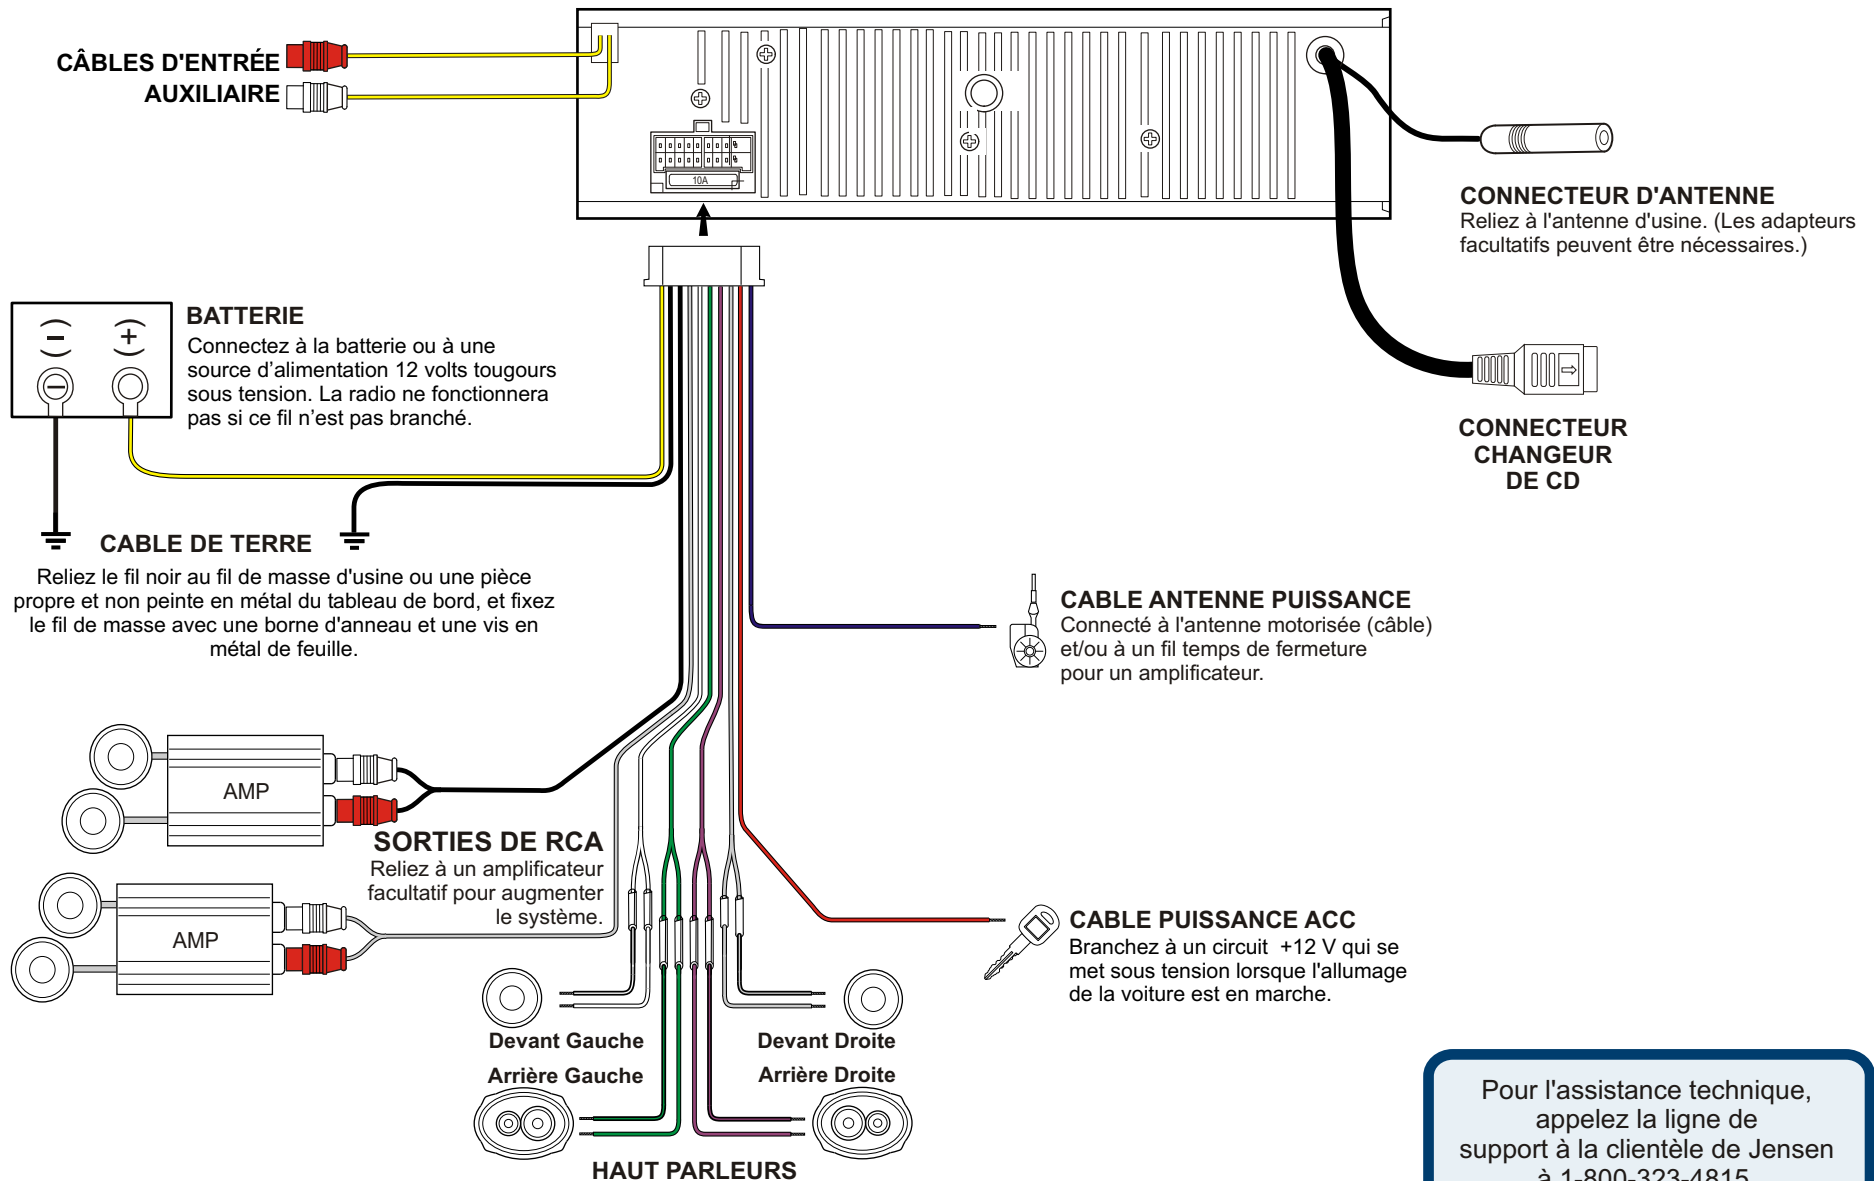 CÂBLES D'ENTRÉE
AUXILIAIRE
10A
CONNECTEUR D'ANTENNE
Reliez à l'antenne d'usine. (Les adapteurs
facultatifs peuvent être nécessaires.)
CONNECTEUR
CHANGEUR
DE CD
(-) (+)
BATTERIE
Connectez à la batterie ou à une
source d’alimentation 12 volts tougours
sous tension. La radio ne fonctionnera
pas si ce fil n’est pas branché.
CABLE DE TERRE
Reliez le fil noir au fil de masse d'usine ou une pièce
propre et non peinte en métal du tableau de bord, et fixez
le fil de masse avec une borne d'anneau et une vis en
métal de feuille.
CABLE ANTENNE PUISSANCE
Connecté à l'antenne motorisée (câble)
et/ou à un fil temps de fermeture
pour un amplificateur.
AMP
SORTIES DE RCA
Reliez à un amplificateur
facultatif pour augmenter
le système.
AMP
CABLE PUISSANCE ACC
Branchez à un circuit +12 V qui se
met sous tension lorsque l'allumage
de la voiture est en marche.
Devant Gauche
Devant Droite
Arrière Gauche
Arrière Droite
HAUT PARLEURS
Pour l'assistance technique,
appelez la ligne de
support à la clientèle de Jensen
à 1-800-323-4815